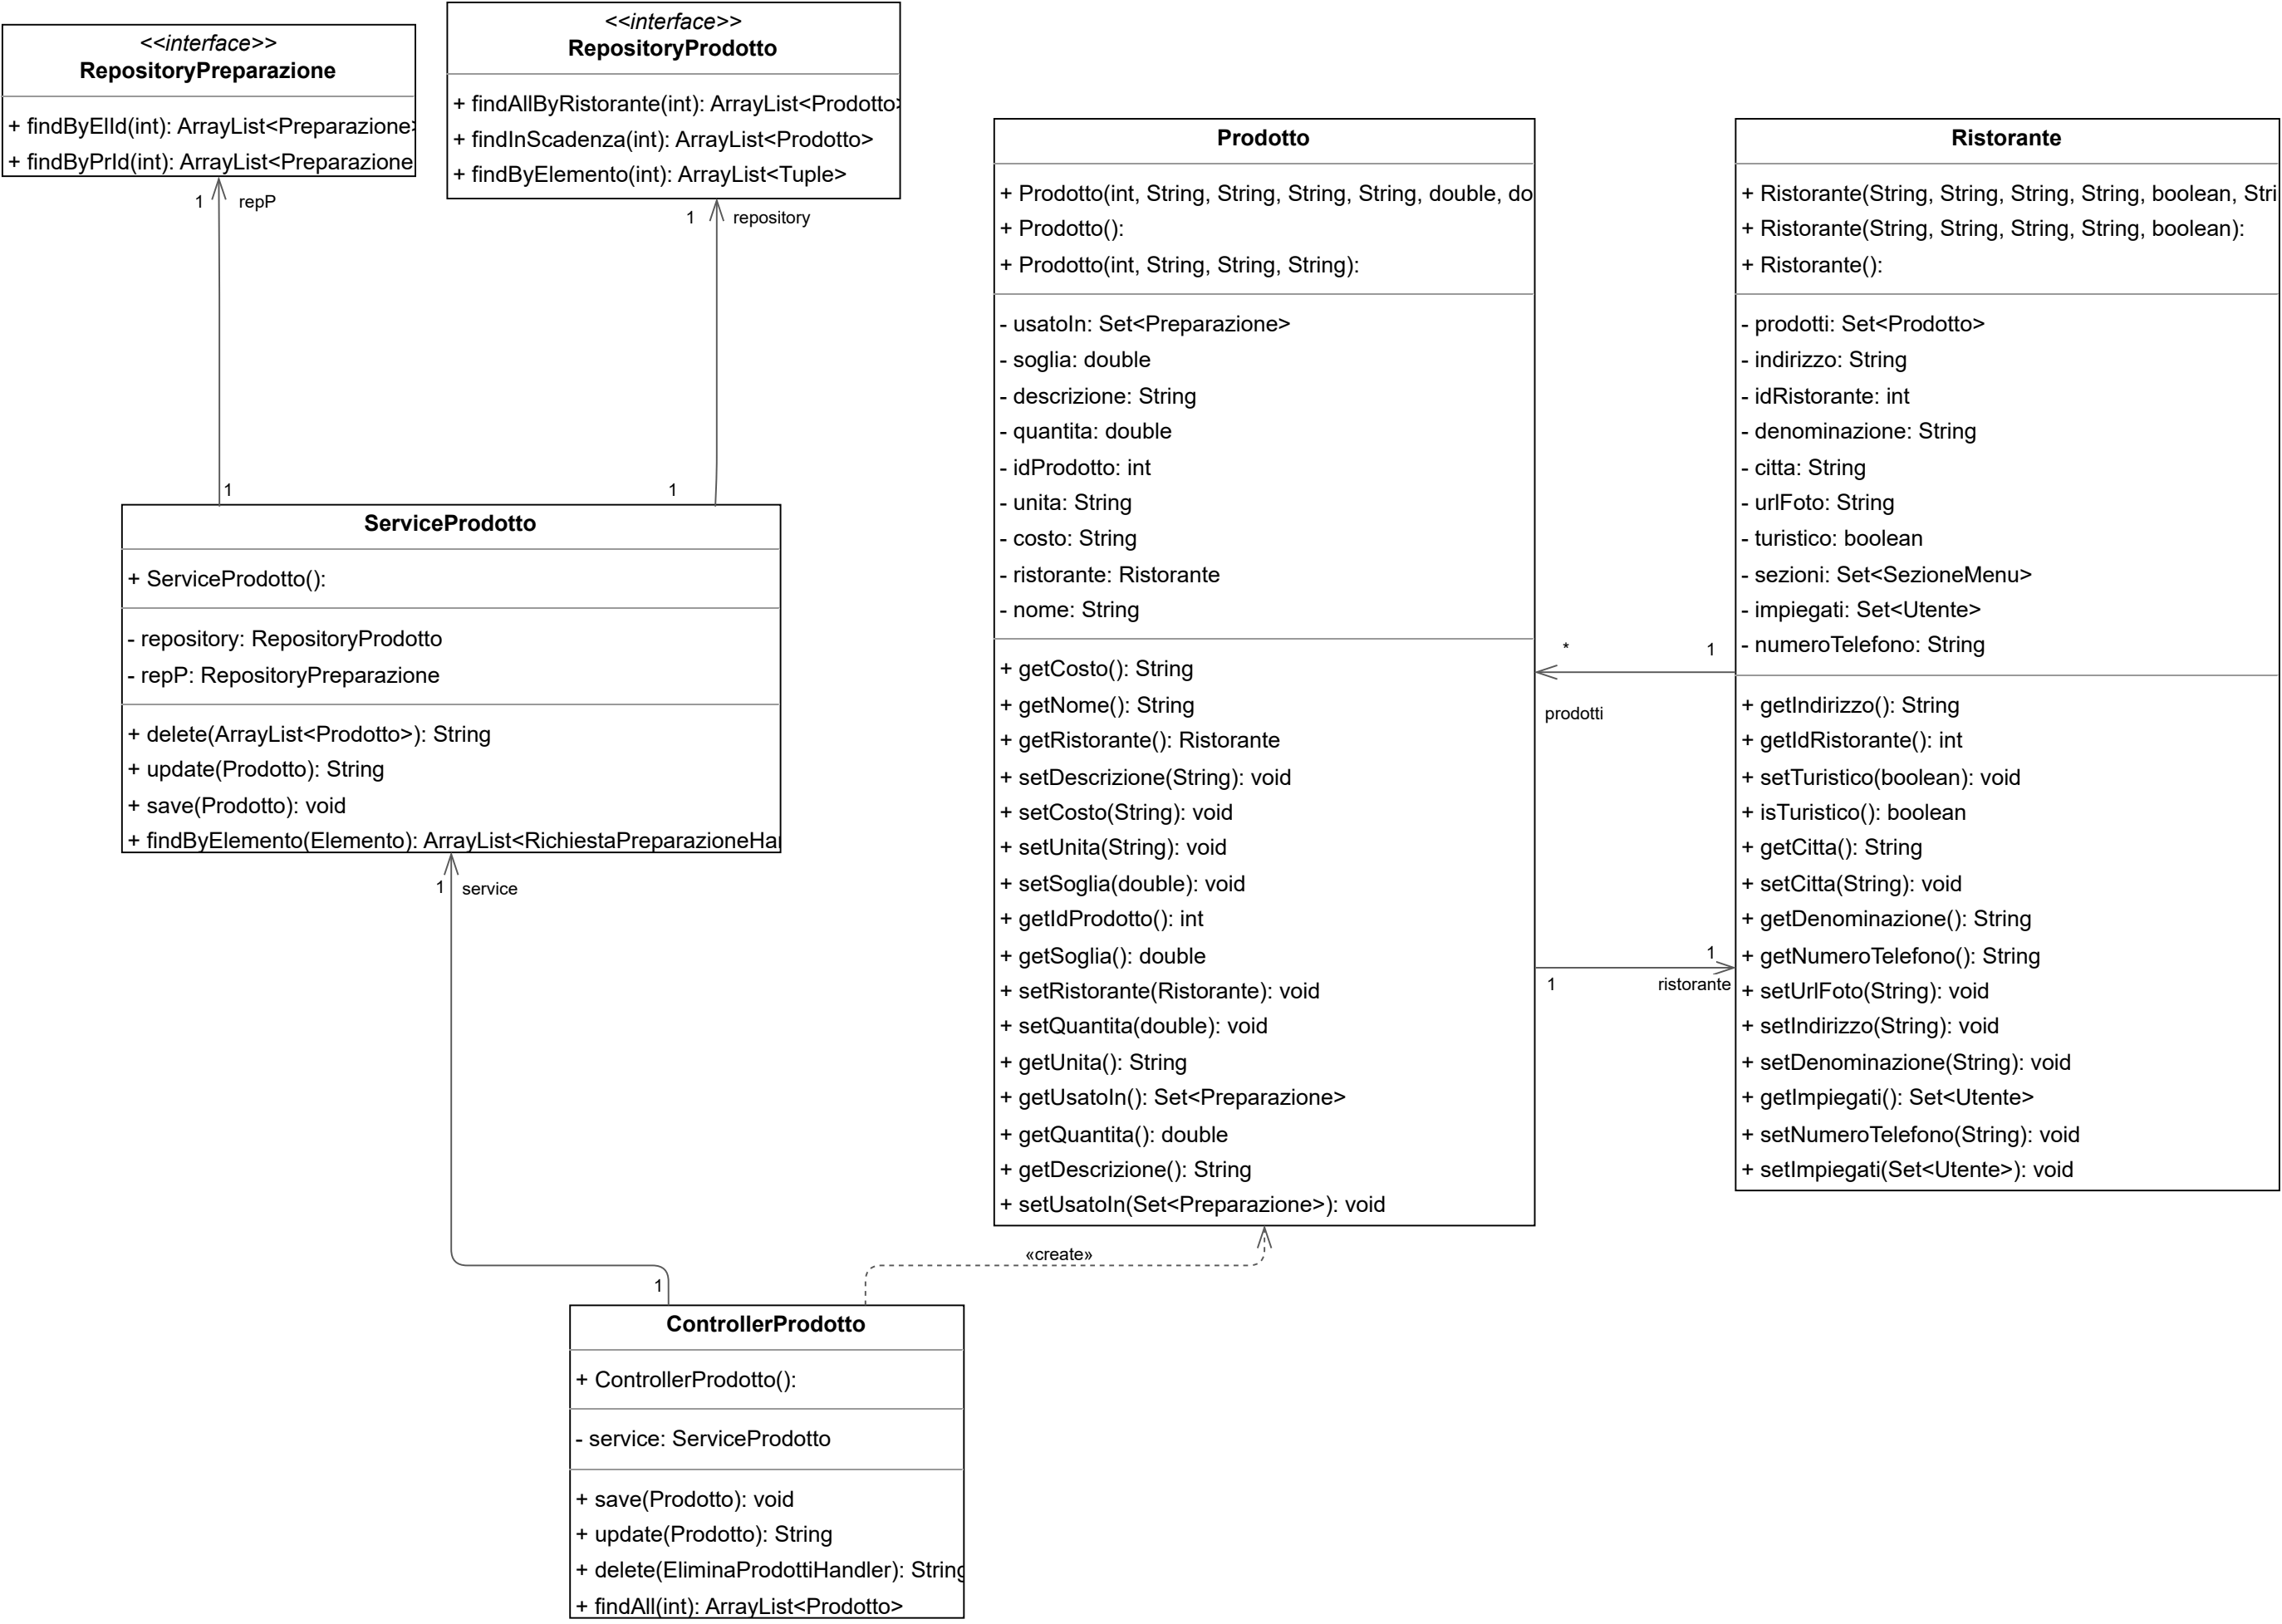 <<interface>>
RepositoryPreparazione
+ findByElId(int): ArrayList<Preparazione>
+ findByPrId(int): ArrayList<Preparazione
1
repP
<<interface>>
RepositoryProdotto
+ findAllByRistorante(int): ArrayList<Prodotto>
+ findInScadenza(int): ArrayList<Prodotto>
+ findByElemento(int): ArrayList<Tuple>
1
repository
1
1
ServiceProdotto
+ ServiceProdotto():
- repository: RepositoryProdotto
- repP: RepositoryPreparazione
+ delete(ArrayList<Prodotto>): String
+ update(Prodotto): String
+ save(Prodotto): void
+ findByElemento(Elemento): ArrayList<RichiestaPreparazioneHan
1
service
1
«create»
ControllerProdotto
+ ControllerProdotto():
- service: ServiceProdotto
+ save(Prodotto): void
+ update(Prodotto): String
+ delete(EliminaProdottiHandler): String
+ findAll(int): ArrayList<Prodotto>
Prodotto
+ Prodotto(int, String, String, String, String, double, do
+ Prodotto():
+ Prodotto(int, String, String, String):
- usatoIn: Set<Preparazione>
- soglia: double
- descrizione: String
- quantita: double
- idProdotto: int
- unita: String
- costo: String
- ristorante: Ristorante
- nome: String
+ getCosto(): String
+ getNome(): String
+ getRistorante(): Ristorante
+ setDescrizione(String): void
+ setCosto(String): void
+ setUnita(String): void
+ setSoglia(double): void
+ getIdProdotto(): int
+ getSoglia(): double
+ setRistorante(Ristorante): void
+ setQuantita(double): void
+ getUnita(): String
+ getUsatoIn(): Set<Preparazione>
+ getQuantita(): double
+ getDescrizione(): String
+ setUsatoIn(Set<Preparazione>): void
*
1
prodotti
1
1
ristorante
Ristorante
+ Ristorante(String, String, String, String, boolean, Stri
+ Ristorante(String, String, String, String, boolean):
+ Ristorante():
- prodotti: Set<Prodotto>
- indirizzo: String
- idRistorante: int
- denominazione: String
- citta: String
- urlFoto: String
- turistico: boolean
- sezioni: Set<SezioneMenu>
- impiegati: Set<Utente>
- numeroTelefono: String
+ getIndirizzo(): String
+ getIdRistorante(): int
+ setTuristico(boolean): void
+ isTuristico(): boolean
+ getCitta(): String
+ setCitta(String): void
+ getDenominazione(): String
+ getNumeroTelefono(): String
+ setUrlFoto(String): void
+ setIndirizzo(String): void
+ setDenominazione(String): void
+ getImpiegati(): Set<Utente>
+ setNumeroTelefono(String): void
+ setImpiegati(Set<Utente>): void